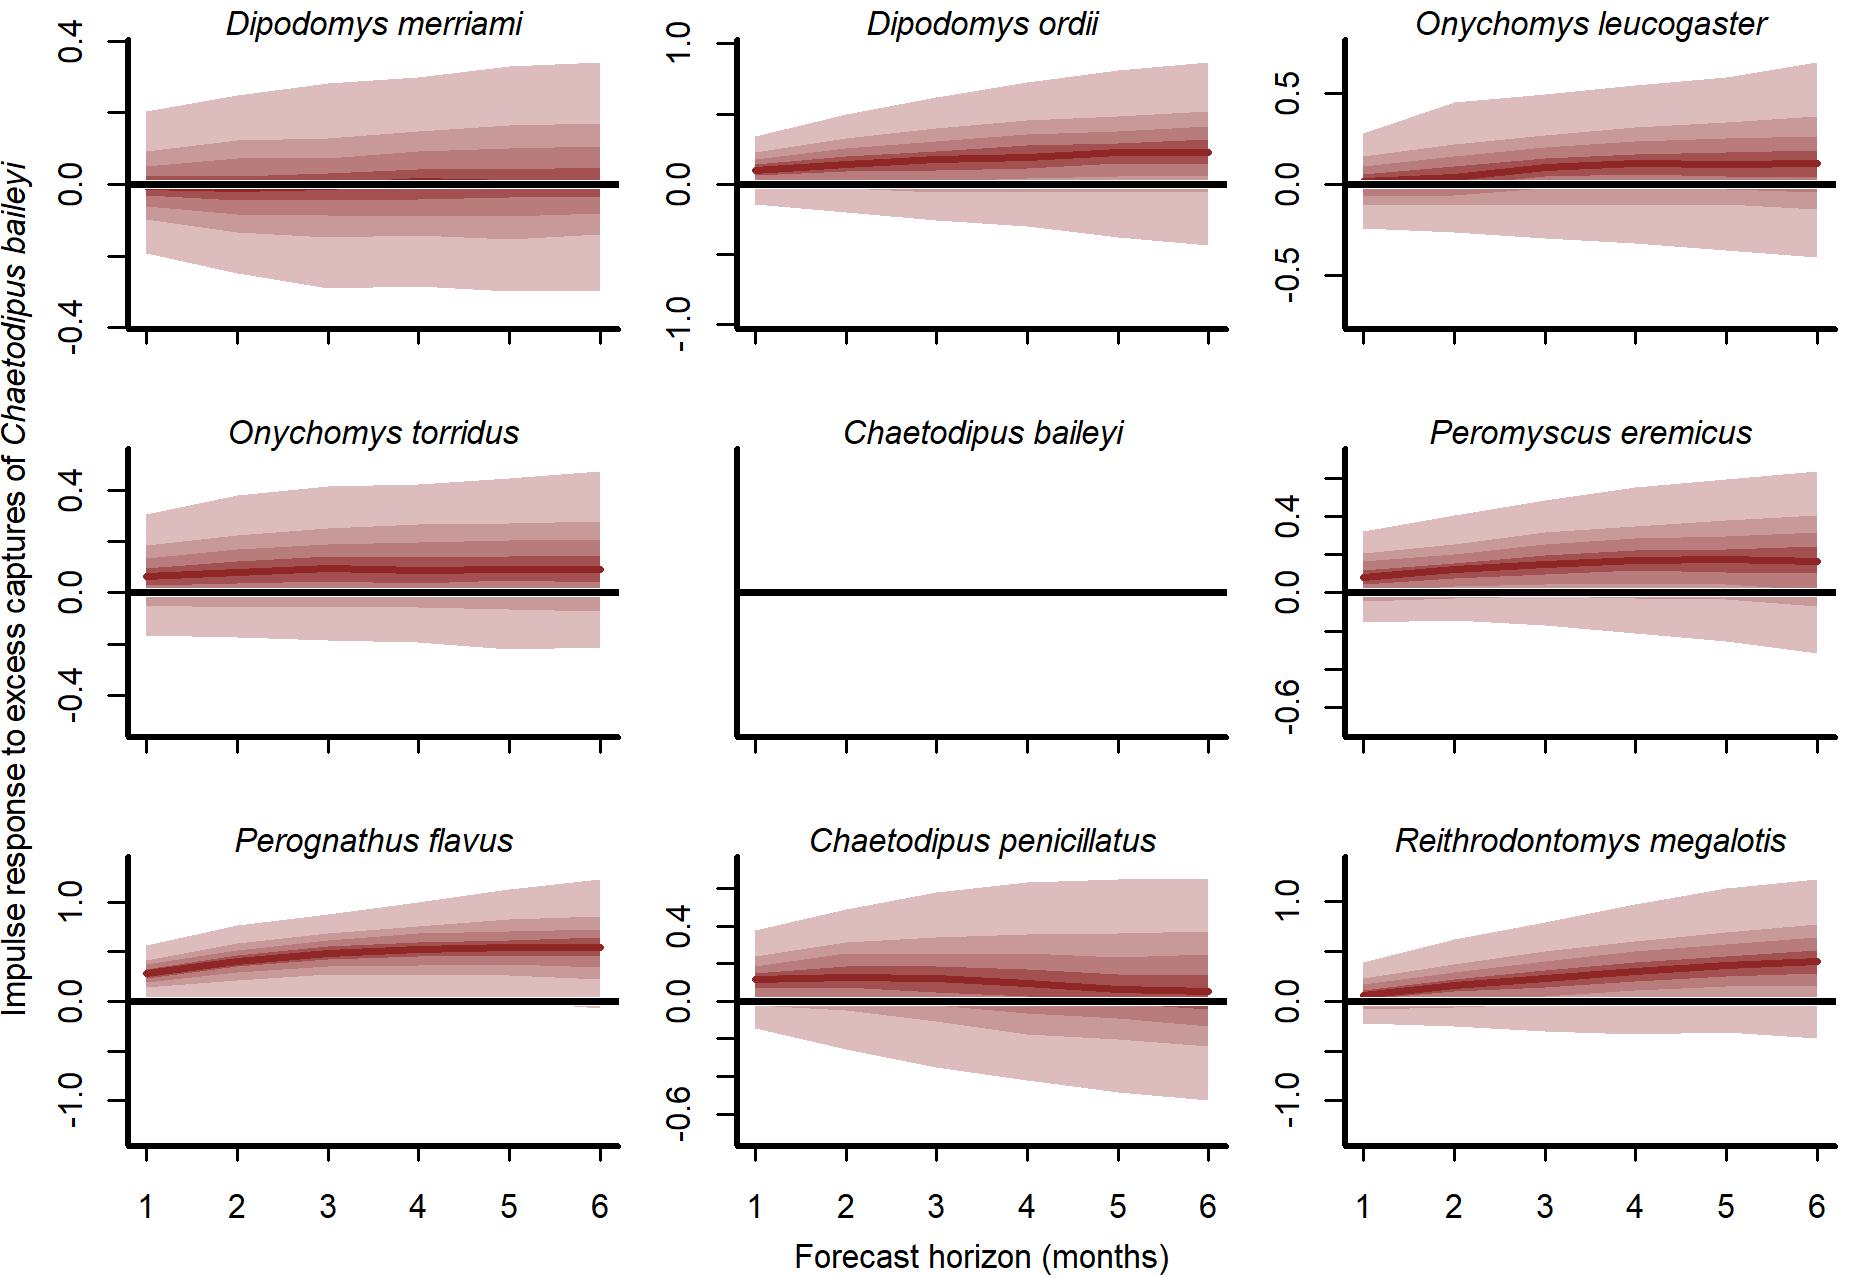 Impulse response to excess captures of Chaetodipus baileyi
Dipodomys merriami
0.4
0.0
-0.4
Dipodomys ordii
1.0
0.0
-1.0
Onychomys leucogaster
0.5
0.0
-0.5
Onychomys torridus
0.4
0.0
-0.4
Chaetodipus baileyi
Peromyscus eremicus
0.4
0.0
-0.6
Perognathus flavus
1.0
0.0
-1.0
1 2 3 4 5 6
Chaetodipus penicillatus
0.4
0.0
-0.6
1 2 3 4 5 6
Reithrodontomys megalotis
1.0
0.0
-1.0
1 2 3 4 5 6
Forecast horizon (months)